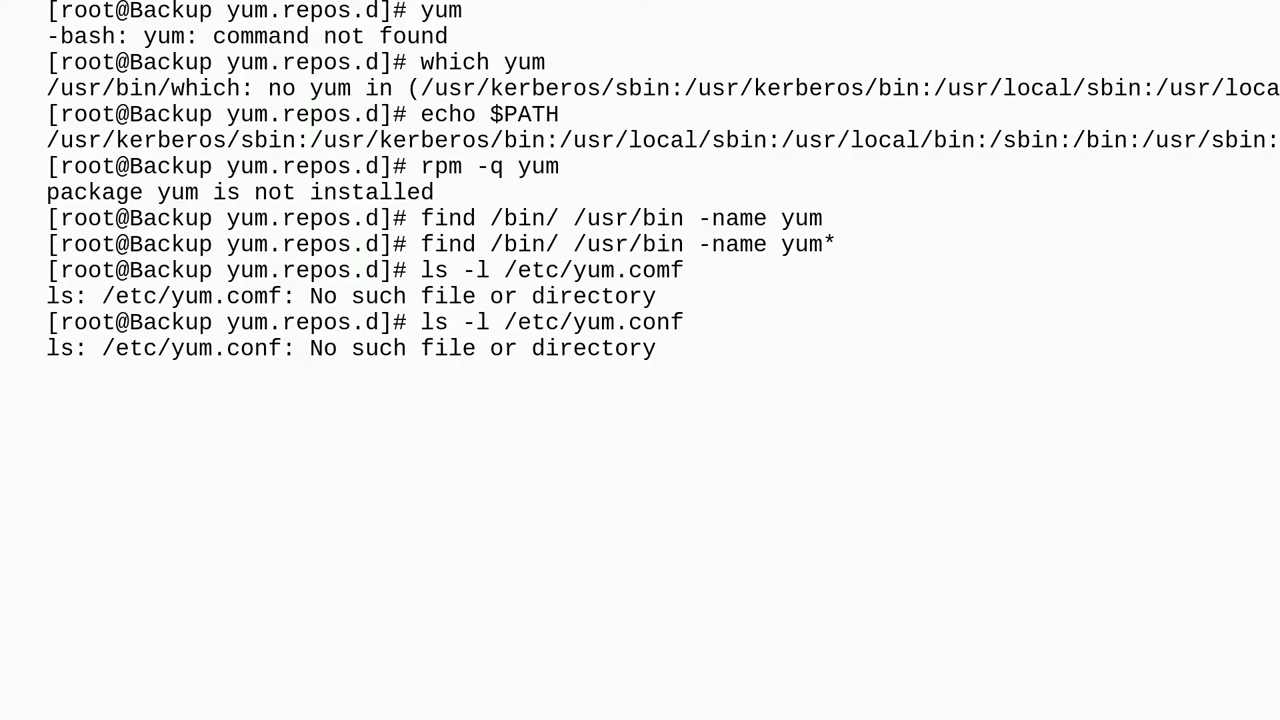 [root@Backup yum.repos.d]# yum
-bash: yum: command not found
[root@Backup yum.repos.d]# which yum
/usr/bin/which: no yum in (/usr/kerberos/sbin:/usr/kerberos/bin:/usr/local/sbin:/usr/loca
[root@Backup yum.repos.d]# echo $PATH
/usr/kerberos/sbin:/usr/kerberos/bin:/usr/local/sbin:/usr/local/bin:/sbin:/bin:/usr/sbin:
[root@Backup yum.repos.d]# rpm -q yum
package yum is not installed
[root@Backup yum.repos.d]# find /bin/ /usr/bin -name yum
[root@Backup yum.repos.d]# find /bin/ /usr/bin -name yum*
[root@Backup yum.repos.d]# ls -l /etc/yum.comf
ls: /etc/yum.comf: No such file or directory
[root@Backup yum.repos.d]# ls -l /etc/yum.conf
ls: /etc/yum.conf: No such file or directory